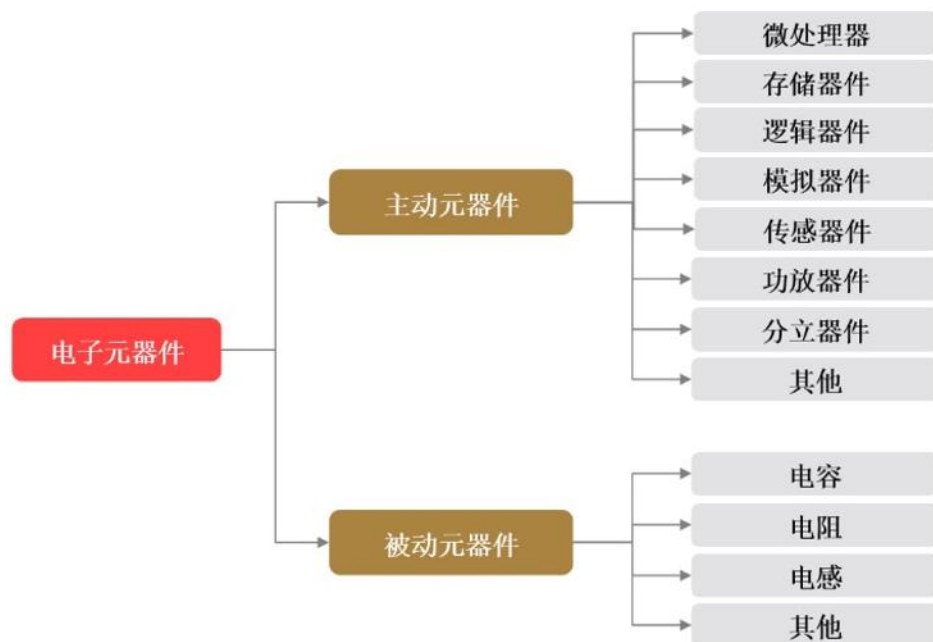 微处理器
存储器件
逻辑器件
模拟器件
主动元器件
传感器件
功放器件
电子元器件
分立器件
其他
电容
电阻
被动元器件
电感
其他